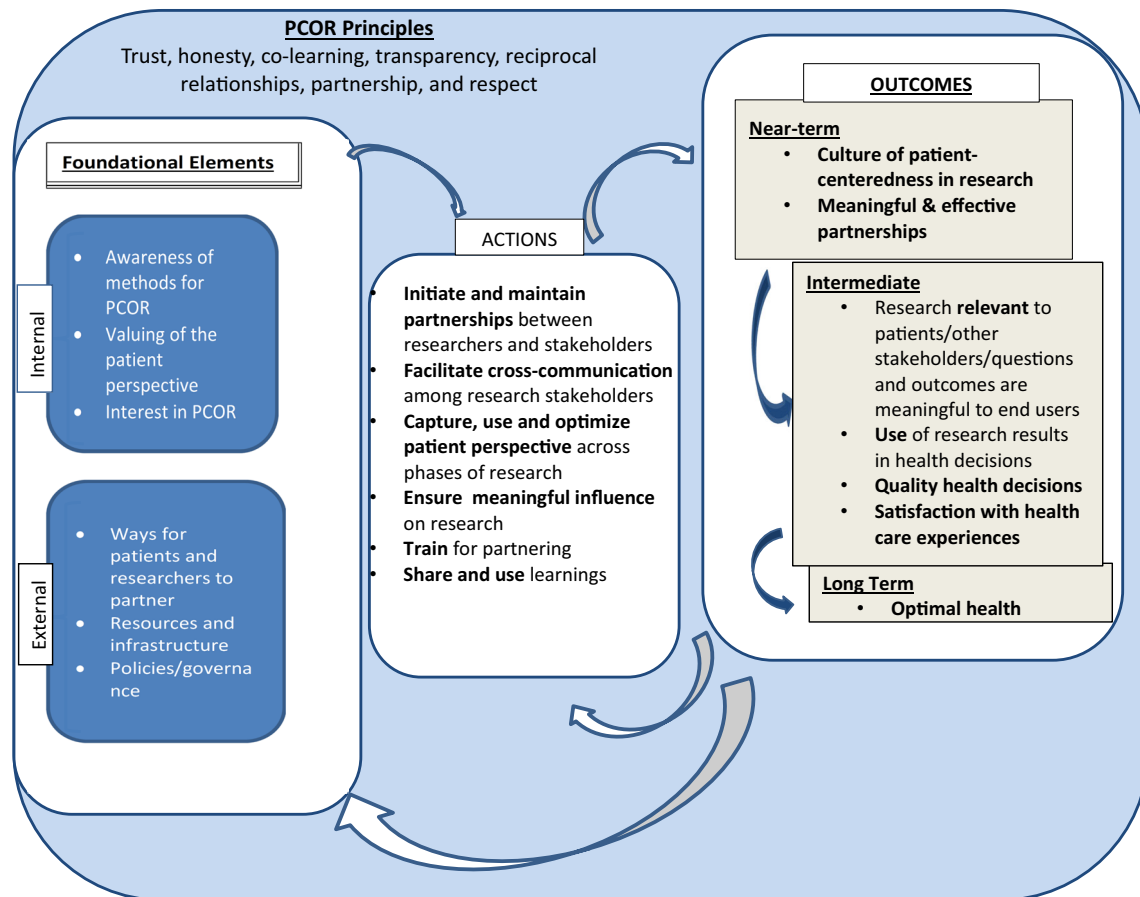 PCOR Principles
Trust, honesty, co-learning, transparency, reciprocal
relationships, partnership, and respect
Foundational Elements
Internal
• Awareness of
methods for
PCOR
• Valuing of the
patient
perspective
• Interest in PCOR
External
• Ways for
patients and
researchers to
partner
• Resources and
infrastructure
• Policies/governa
nce
ACTIONS
• Initiate and maintain
partnerships between
researchers and stakeholders
• Facilitate cross-communication
among research stakeholders
• Capture, use and optimize
patient perspective across
phases of research
• Ensure meaningful influence
on research
• Train for partnering
• Share and use learnings
OUTCOMES
Near-term
• Culture of patient-
centeredness in research
• Meaningful & effective
partnerships
Intermediate
• Research relevant to
patients/other
stakeholders/questions
and outcomes are
meaningful to end users
• Use of research results
in health decisions
• Quality health decisions
• Satisfaction with health
care experiences
Long Term
• Optimal health